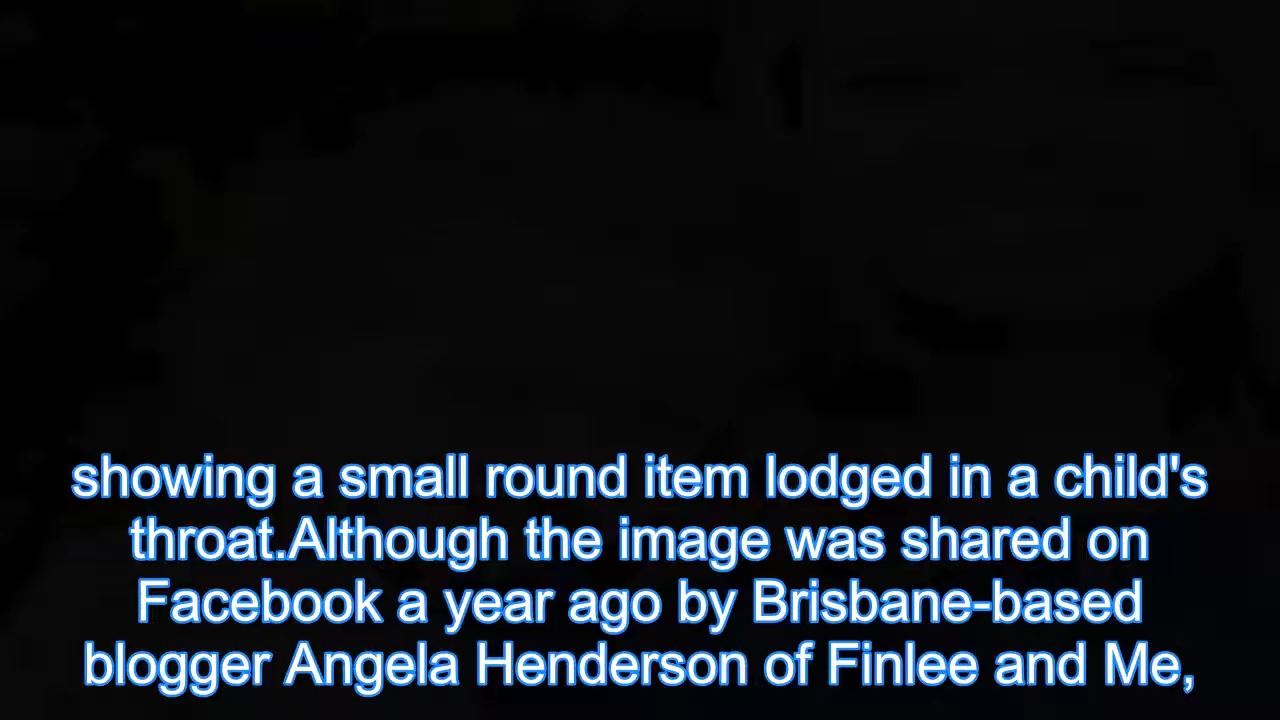 showing a small round item lodged in a child's
throat.Although the image was shared on
Facebook a year ago by Brisbane-based
blogger Angela Henderson of Finlee and Me,